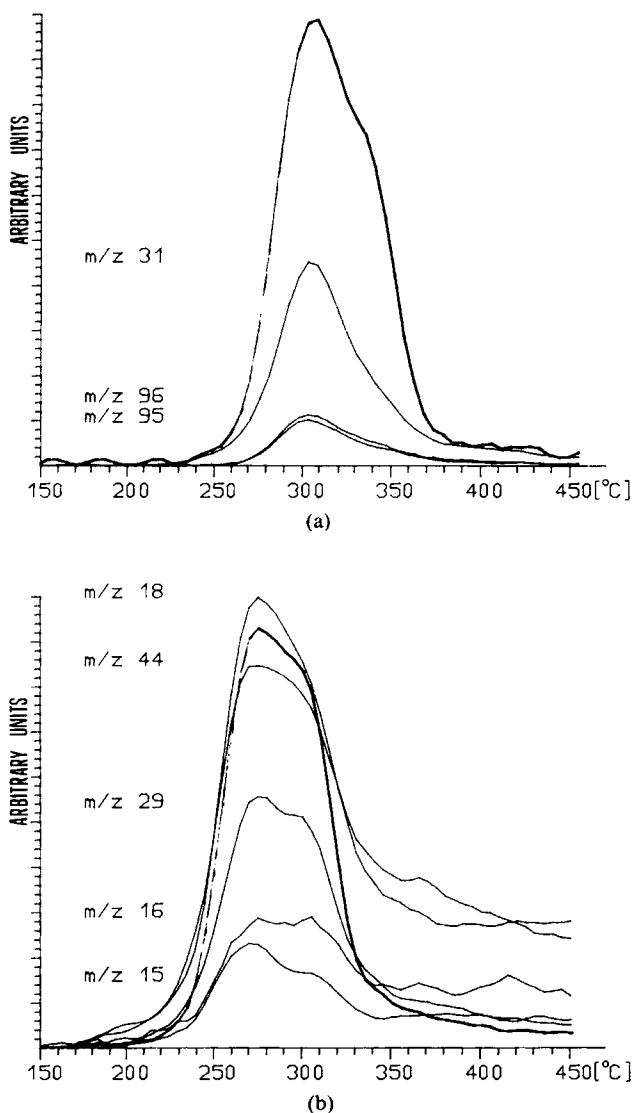 ARBITRARY UNITS
m/z 31
m/z 96
m/z 95
150 200 250 300 350 400 450[°C]
(a)
ARBITRARY UNITS
m/z 18
m/z 44
m/z 29
m/z 16
m/z 15
150 200 250 300 350 400 450[°C]
(b)